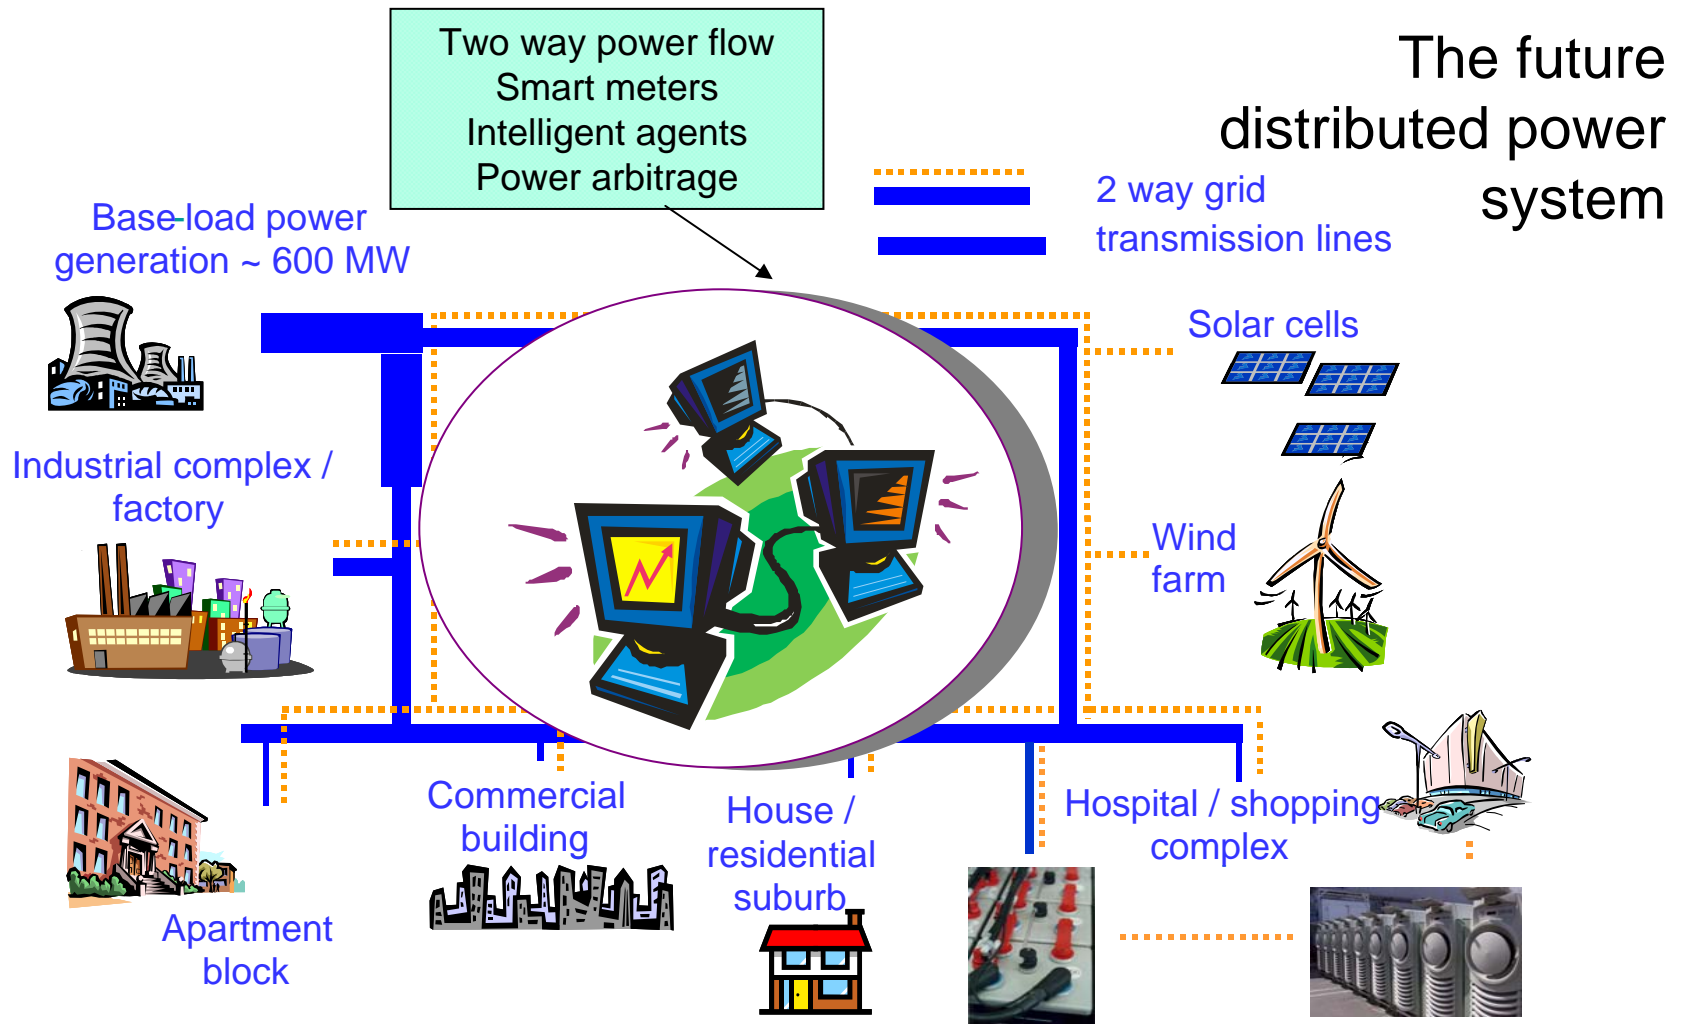 Two way power flow
Smart meters
Intelligent agents
Power arbitrage
The future
distributed power
system
2 way grid
transmission lines
Base-load power
generation ~ 600 MW
Solar cells
Industrial complex /
factory
Wind
farm
Commercial
building
House /
residential
suburb
Hospital / shopping
complex
Apartment
block